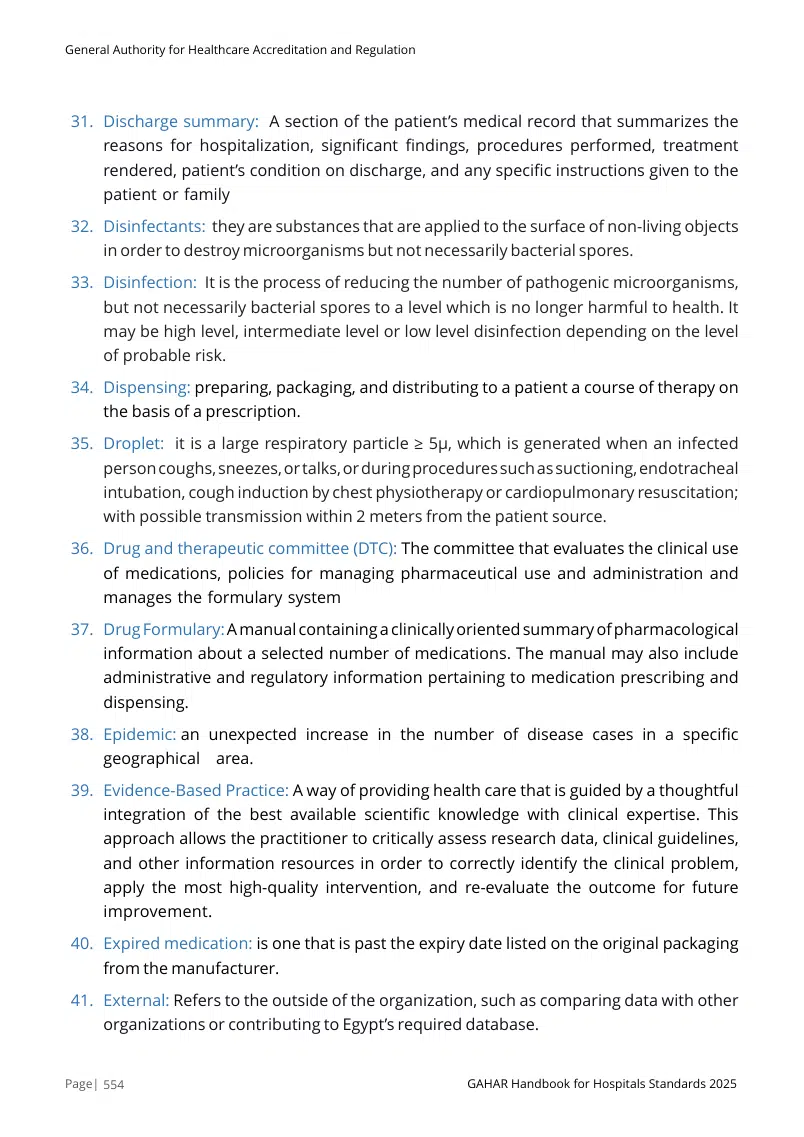 General Authority for Healthcare Accreditation and Regulation
31. Discharge summary: A section of the patient’s medical record that summarizes the
reasons for hospitalization, significant findings, procedures performed, treatment
rendered, patient’s condition on discharge, and any specific instructions given to the
patient or family
32. Disinfectants: they are substances that are applied to the surface of non-living objects
in order to destroy microorganisms but not necessarily bacterial spores.
33. Disinfection: It is the process of reducing the number of pathogenic microorganisms,
but not necessarily bacterial spores to a level which is no longer harmful to health. It
may be high level, intermediate level or low level disinfection depending on the level
of probable risk.
34. Dispensing: preparing, packaging, and distributing to a patient a course of therapy on
the basis of a prescription.
35. Droplet: it is a large respiratory particle ≥ 5μ, which is generated when an infected
person coughs, sneezes, or talks, or during procedures such as suctioning, endotracheal
intubation, cough induction by chest physiotherapy or cardiopulmonary resuscitation;
with possible transmission within 2 meters from the patient source.
36. Drug and therapeutic committee (DTC): The committee that evaluates the clinical use
of medications, policies for managing pharmaceutical use and administration and
manages the formulary system
37. Drug Formulary: A manual containing a clinically oriented summary of pharmacological
information about a selected number of medications. The manual may also include
administrative and regulatory information pertaining to medication prescribing and
dispensing.
38. Epidemic: an unexpected increase in the number of disease cases in a specific
geographical area.
39. Evidence-Based Practice: A way of providing health care that is guided by a thoughtful
integration of the best available scientific knowledge with clinical expertise. This
approach allows the practitioner to critically assess research data, clinical guidelines,
and other information resources in order to correctly identify the clinical problem,
apply the most high-quality intervention, and re-evaluate the outcome for future
improvement.
40. Expired medication: is one that is past the expiry date listed on the original packaging
from the manufacturer.
41. External: Refers to the outside of the organization, such as comparing data with other
organizations or contributing to Egypt’s required database.
Page| 554 GAHAR Handbook for Hospitals Standards 2025